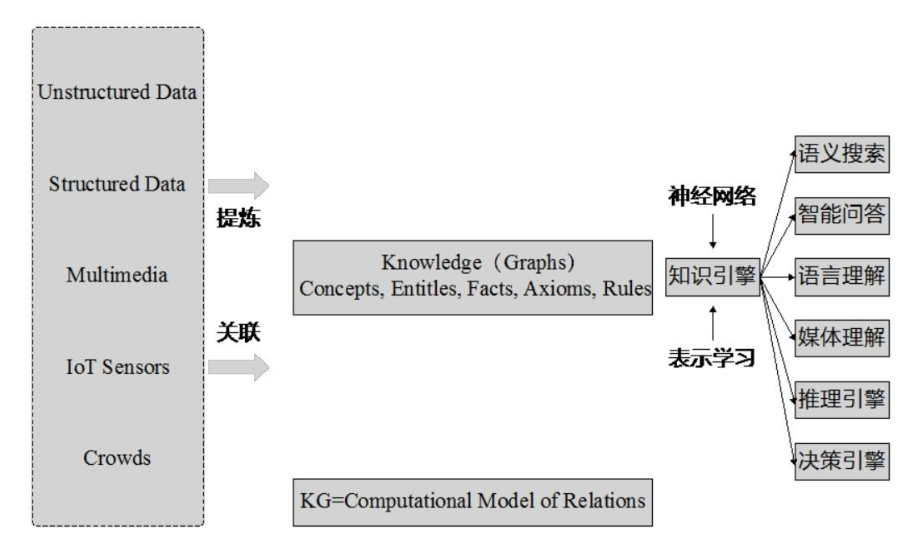 Unstructured Data
Structured Data
Multimedia
IoT Sensors
Crowds
提炼
关联
Knowledge（Graphs）
Concepts, Entitles, Facts, Axioms, Rules
KG=Computational Model of Relations
神经网络
知识引擎
表示学习
语义搜索
智能问答
语言理解
媒体理解
推理引擎
决策引擎